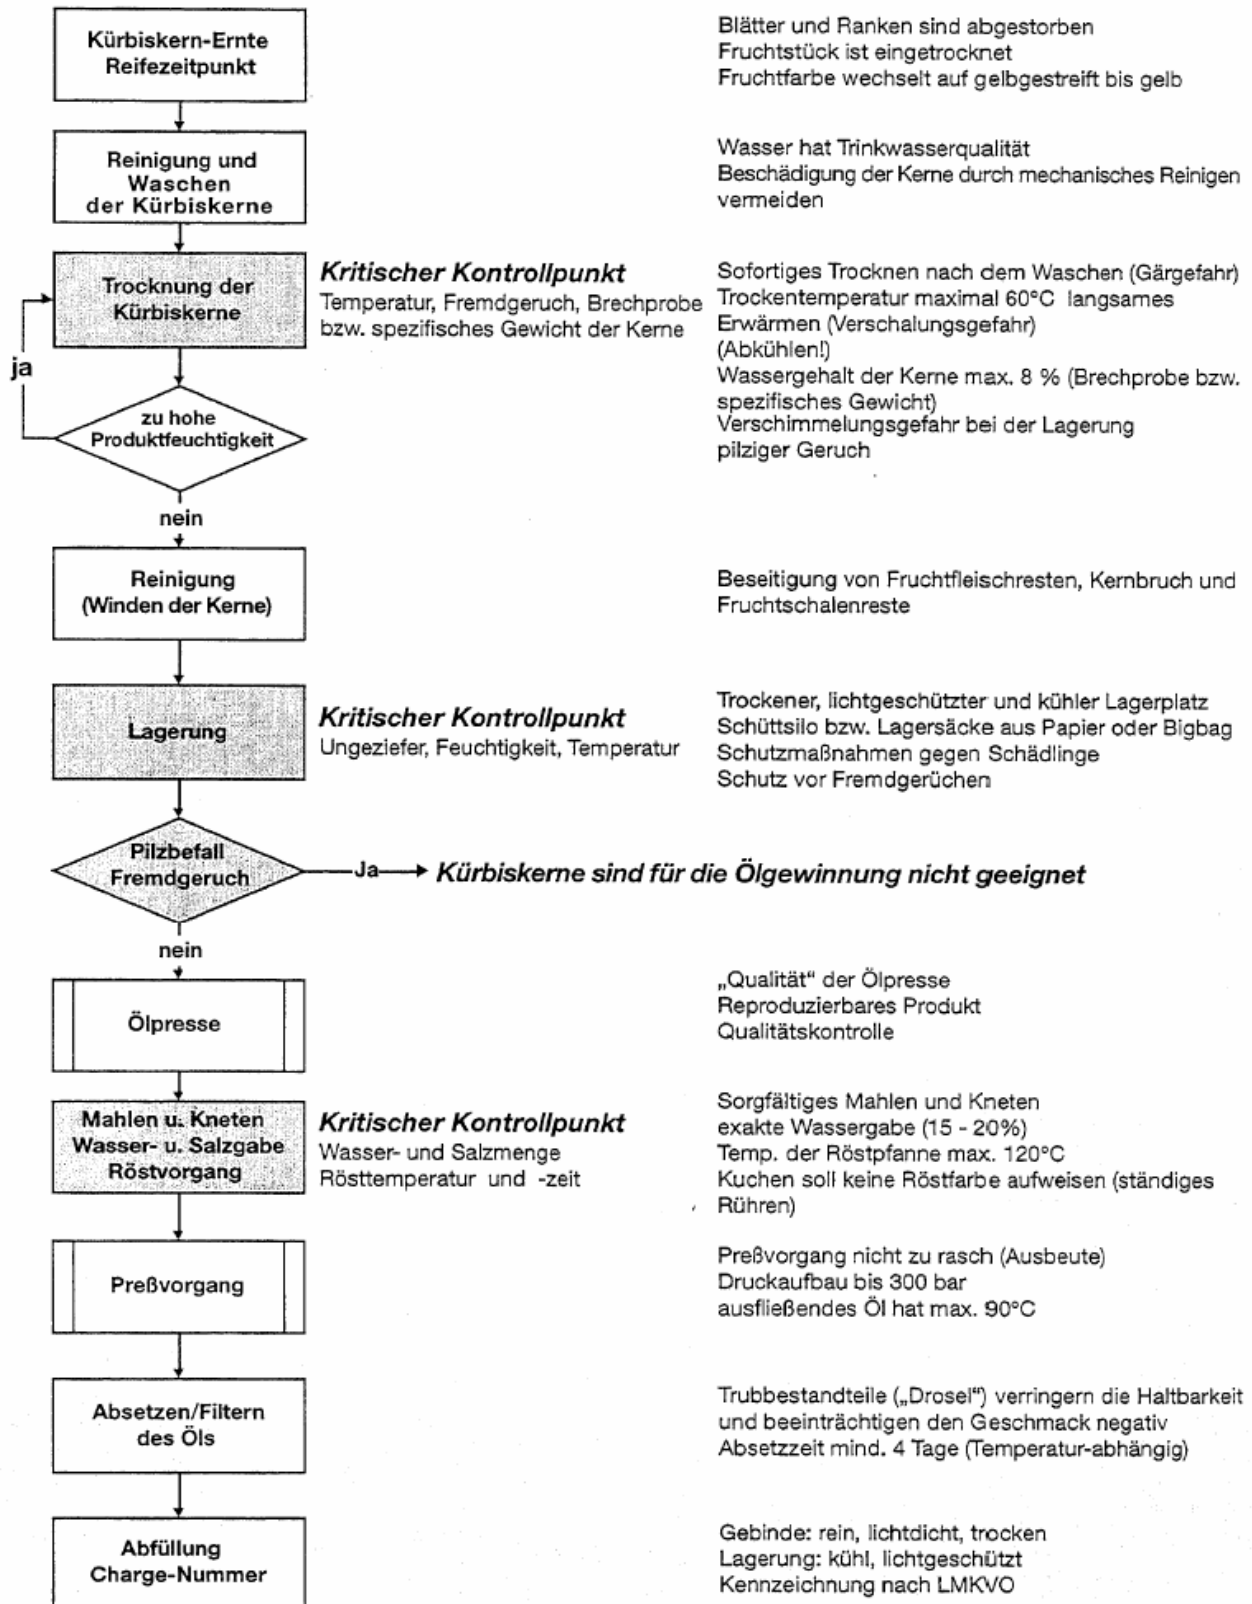 Kürbiskern-Ernte
Reifezeitpunkt
Blätter und Ranken sind abgestorben
Fruchtstück ist eingetrocknet
Fruchtfarbe wechselt auf gelbgestreift bis gelb
Reinigung und
Waschen
der Kürbiskerne
Wasser hat Trinkwasserqualität
Beschädigung der Kerne durch mechanisches Reinigen
vermeiden
Trocknung der
Kürbiskerne
Kritischer Kontrollpunkt
Temperatur, Fremdgeruch, Brechprobe
bzw. spezifisches Gewicht der Kerne
Sofortiges Trocknen nach dem Waschen (Gärgefahr)
Trockentemperatur maximal 60°C langsames
Erwärmen (Verschalungsgefahr)
(Abkühlen!)
Wassergehalt der Kerne max. 8 % (Brechprobe bzw.
spezifisches Gewicht)
Verschimmelungsgefahr bei der Lagerung
pilziger Geruch
ja
zu hohe
Produktfeuchtigkeit
nein
Reinigung
(Winden der Kerne)
Beseitigung von Fruchtfleischresten, Kernbruch und
Fruchtschalenreste
Lagerung
Kritischer Kontrollpunkt
Ungeziefer, Feuchtigkeit, Temperatur
Trockener, lichtgeschützter und kühler Lagerplatz
Schüttsilo bzw. Lagersäcke aus Papier oder Bigbag
Schutzmaßnahmen gegen Schädlinge
Schutz vor Fremdgerüchen
Pilzbefall
Fremdgeruch
Ja
Kürbiskerne sind für die Ölgewinnung nicht geeignet
nein
Ölpresse
„Qualität“ der Ölpresse
Reproduzierbares Produkt
Qualitätskontrolle
Mahlen u. Kneten
Wasser- u. Salzgabe
Röstvorgang
Kritischer Kontrollpunkt
Wasser- und Salzmenge
Rösttemperatur und -zeit
Sorgfältiges Mahlen und Kneten
exakte Wassergabe (15 - 20%)
Temp. der Röstpfanne max. 120°C
Kuchen soll keine Röstfarbe aufweisen (ständiges
Rühren)
Preßvorgang
Preßvorgang nicht zu rasch (Ausbeute)
Druckaufbau bis 300 bar
ausfließendes Öl hat max. 90°C
Absetzen/Filtern
des Öls
Trubbestandteile („Drosel“) verringern die Haltbarkeit
und beeinträchtigen den Geschmack negativ
Absetzzeit mind. 4 Tage (Temperatur-abhängig)
Abfüllung
Charge-Nummer
Gebinde: rein, lichtdicht, trocken
Lagerung: kühl, lichtgeschützt
Kennzeichnung nach LMKVO